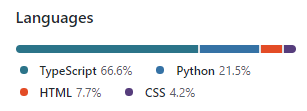 Languages
TypeScript 66.6% Python 21.5%
HTML 7.7% CSS 4.2%